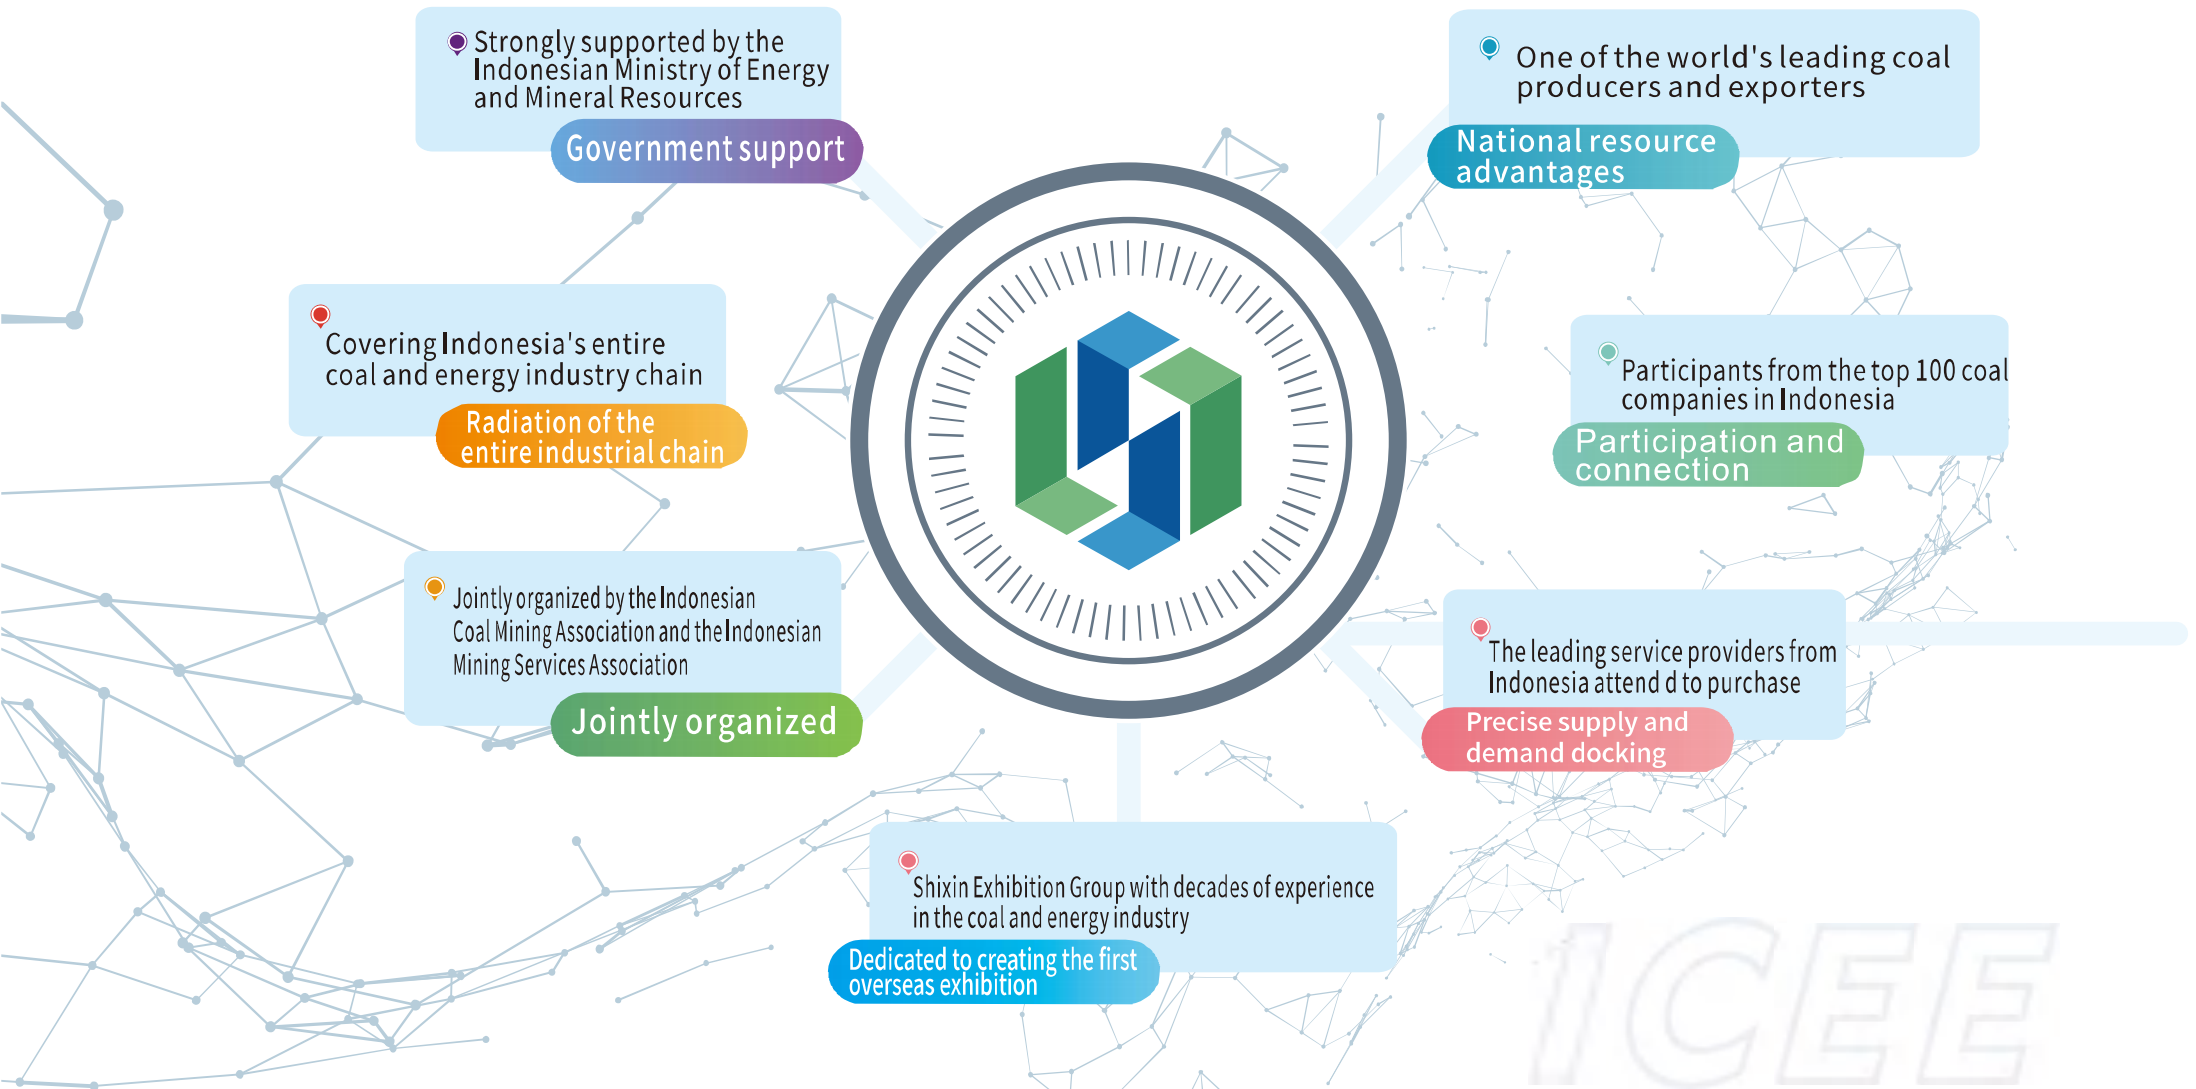 Strongly supported by the
Indonesian Ministry of Energy
and Mineral Resources
Government support
One of the world's leading coal
producers and exporters
National resource
advantages
Covering Indonesia's entire
coal and energy industry chain
Radiation of the
entire industrial chain
Participants from the top 100 coal
companies in Indonesia
Participation and
connection
Jointly organized by the Indonesian
Coal Mining Association and the Indonesian
Mining Services Association
Jointly organized
The leading service providers from
Indonesia attend d to purchase
Precise supply and
demand docking
Shixin Exhibition Group with decades of experience
in the coal and energy industry
Dedicated to creating the first
overseas exhibition
ICEE